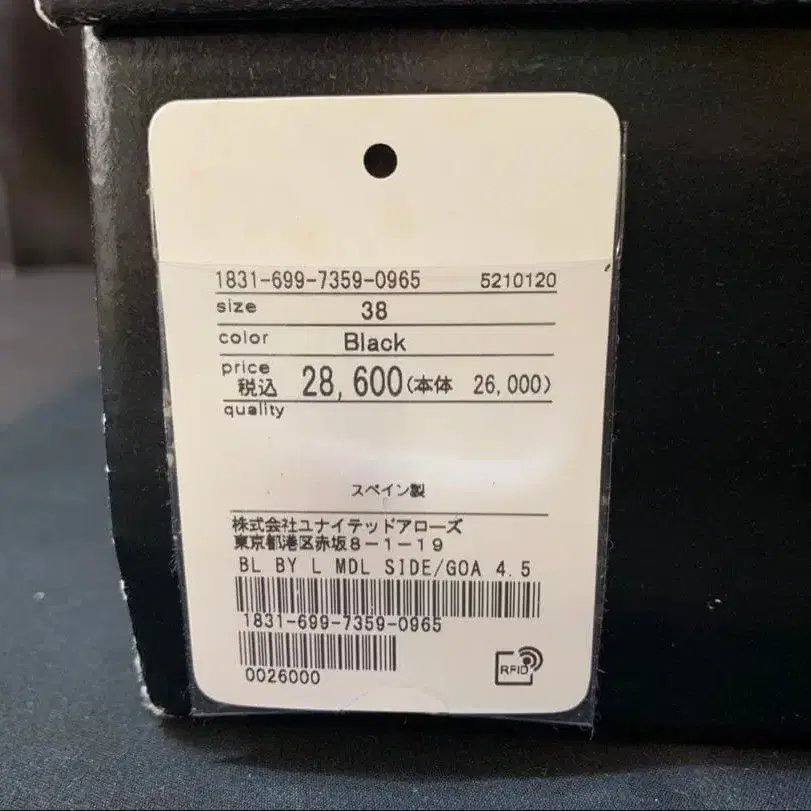 1831-699-7359-0965 5210120
size 38
color Black
price
税込 28,600(本体 26,000)
quality
スペイン製
株式会社ユナイテッドアローズ
東京都港区赤坂8-1-19
BL BY L MDL SIDE/GOA 4.5
1831-699-7359-0965
0026000
RFID